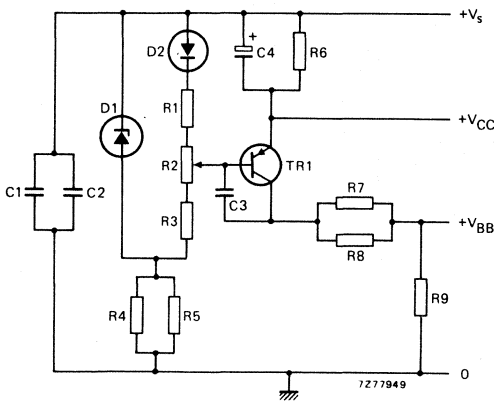 +Vs
D2
+
C4
R6
D1
R1
+VCC
R2
TR1
C1
C2
C3
R7
R3
+VBB
R8
R4
R5
R9
7Z77949
0